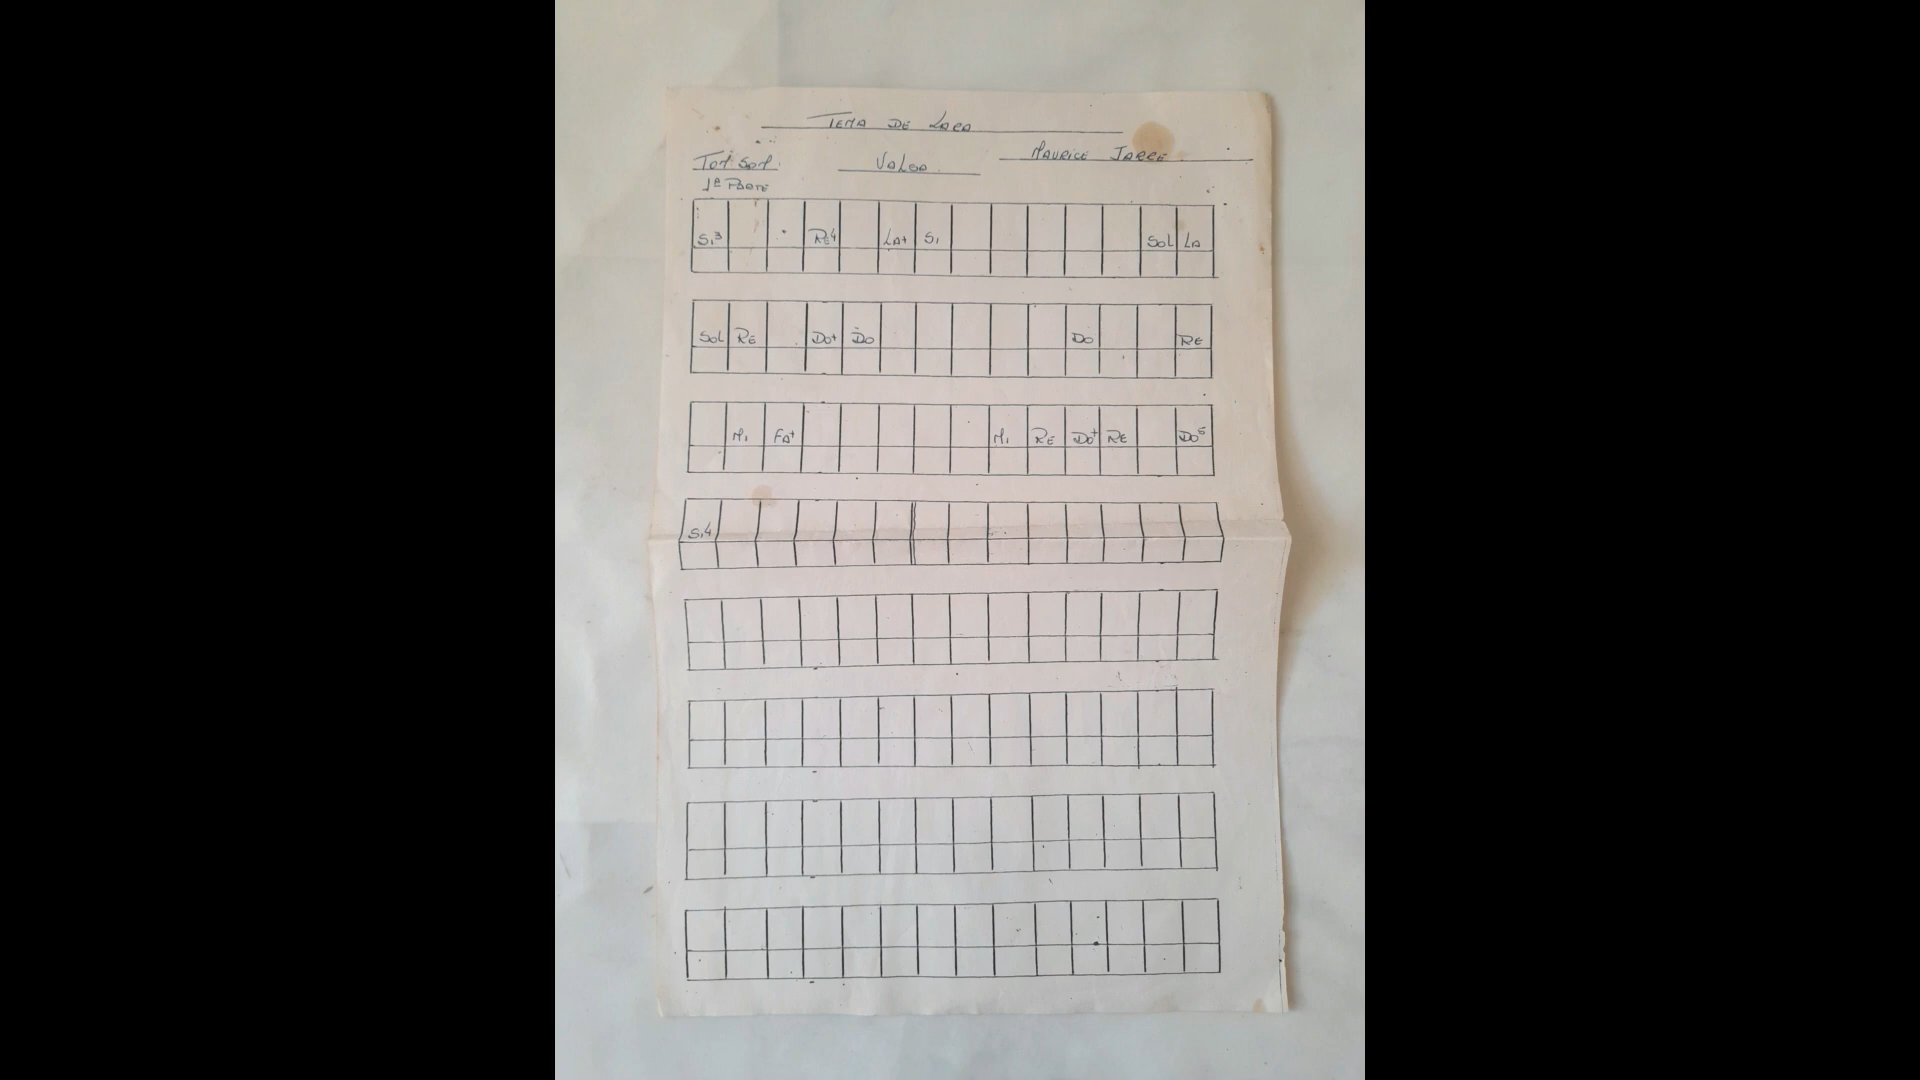 TEMA DE LARA
MAURICE JARRE
TOM SOM. VALSA
1ª PARTE
SI3 RE4 LA+ SI SOL LA
SOL RE DO+ DO DO RE
MI FA+ MI RE DO+ RE DO5
SI4